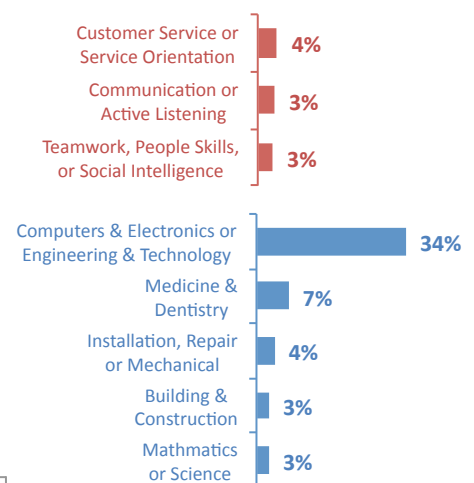 Customer Service or
Service Orientation
4%
Communication or
Active Listening
3%
Teamwork, People Skills,
or Social Intelligence
3%
Computers & Electronics or
Engineering & Technology
34%
Medicine &
Dentistry
7%
Installation, Repair
or Mechanical
4%
Building &
Construction
3%
Mathmatics
or Science
3%